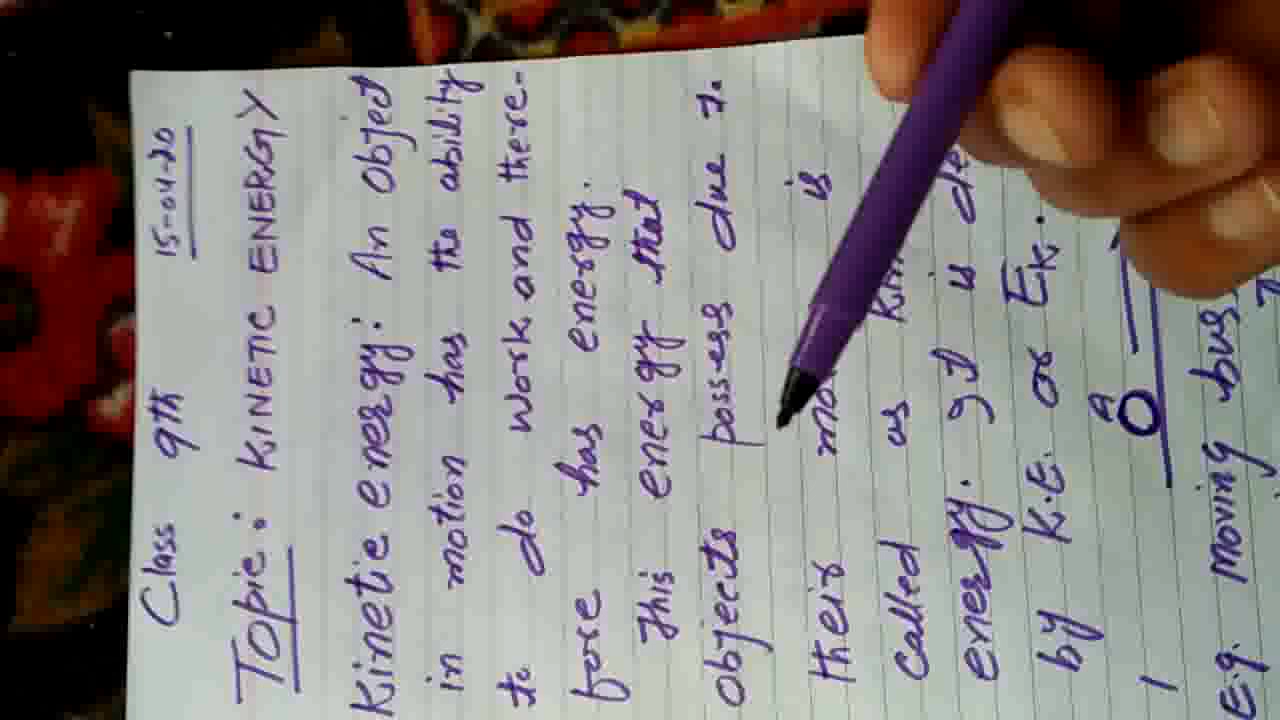 Class 9th 15-04-20
Topic: KINETIC ENERGY
Kinetic energy: An object
in motion has the ability
to do work and there-
fore has energy.
This energy that
objects possess due to
their is
called as
energy. It is
by K.E. or Ek.
A
E.g. moving bus